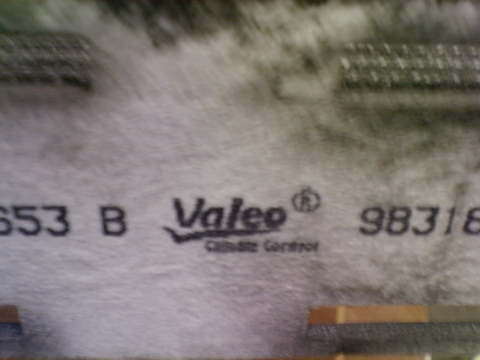 653 B Valeo ® 98318
Climate Control